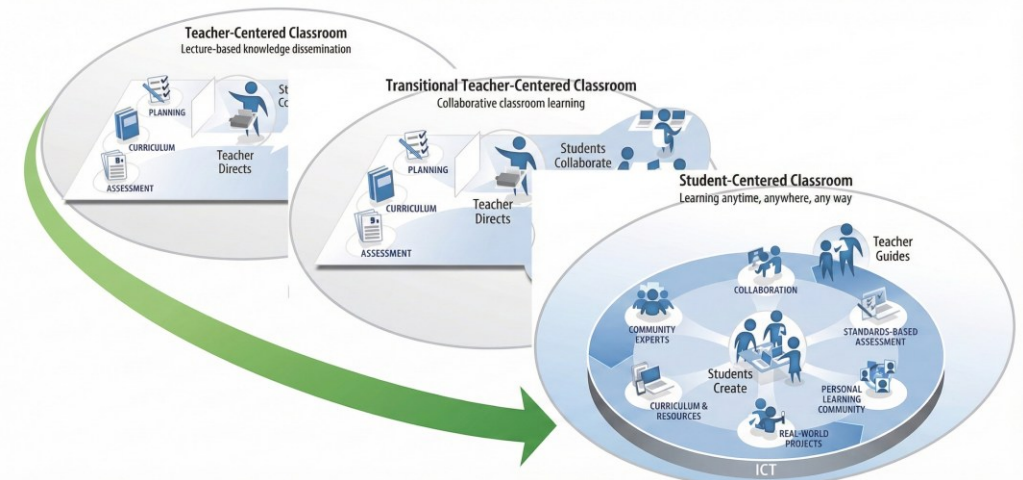 Teacher-Centered Classroom
Lecture-based knowledge dissemination
PLANNING
CURRICULUM
ASSESSMENT
Teacher
Directs
Transitional Teacher-Centered Classroom
Collaborative classroom learning
PLANNING
CURRICULUM
ASSESSMENT
Teacher
Directs
Students
Collaborate
Student-Centered Classroom
Learning anytime, anywhere, any way
Teacher
Guides
COLLABORATION
COMMUNITY
EXPERTS
STANDARDS-BASED
ASSESSMENT
Students
Create
CURRICULUM &
RESOURCES
PERSONAL
LEARNING
COMMUNITY
REAL-WORLD
PROJECTS
ICT